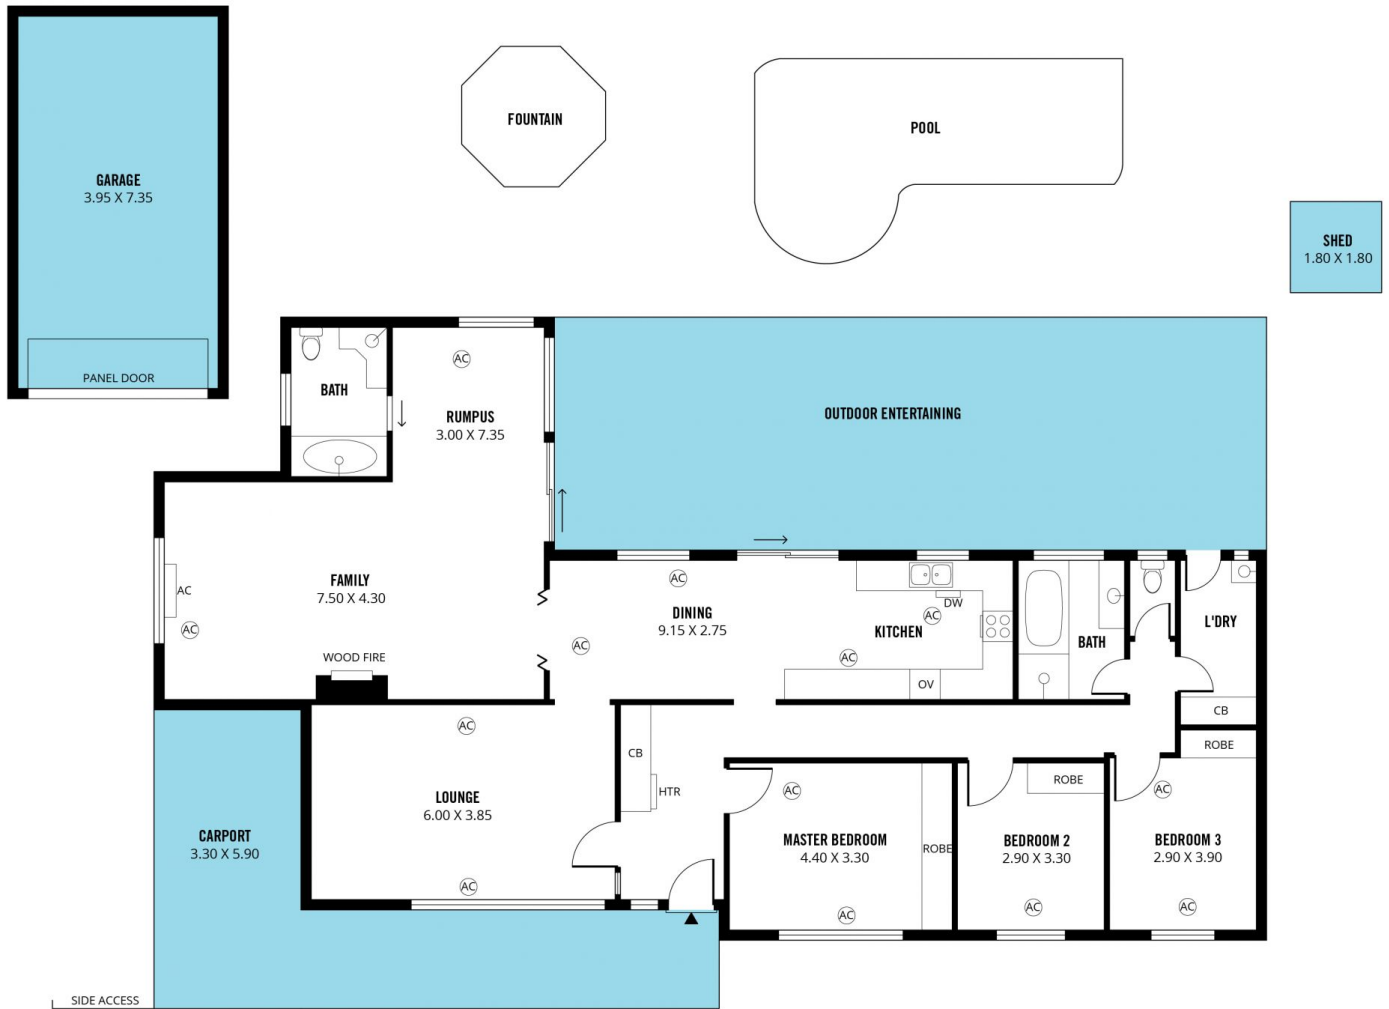 GARAGE
3.95 X 7.35
PANEL DOOR
FOUNTAIN
POOL
SHED
1.80 X 1.80
BATH
AC
RUMPUS
3.00 X 7.35
OUTDOOR ENTERTAINING
FAMILY
7.50 X 4.30
AC
AC
WOOD FIRE
AC
DINING
9.15 X 2.75
AC
KITCHEN
DW
AC
AC
OV
BATH
L'DRY
CB
ROBE
AC
LOUNGE
6.00 X 3.85
AC
CB
HTR
CARPORT
3.30 X 5.90
AC
MASTER BEDROOM
4.40 X 3.30
ROBE
AC
ROBE
BEDROOM 2
2.90 X 3.30
AC
AC
BEDROOM 3
2.90 X 3.90
AC
SIDE ACCESS